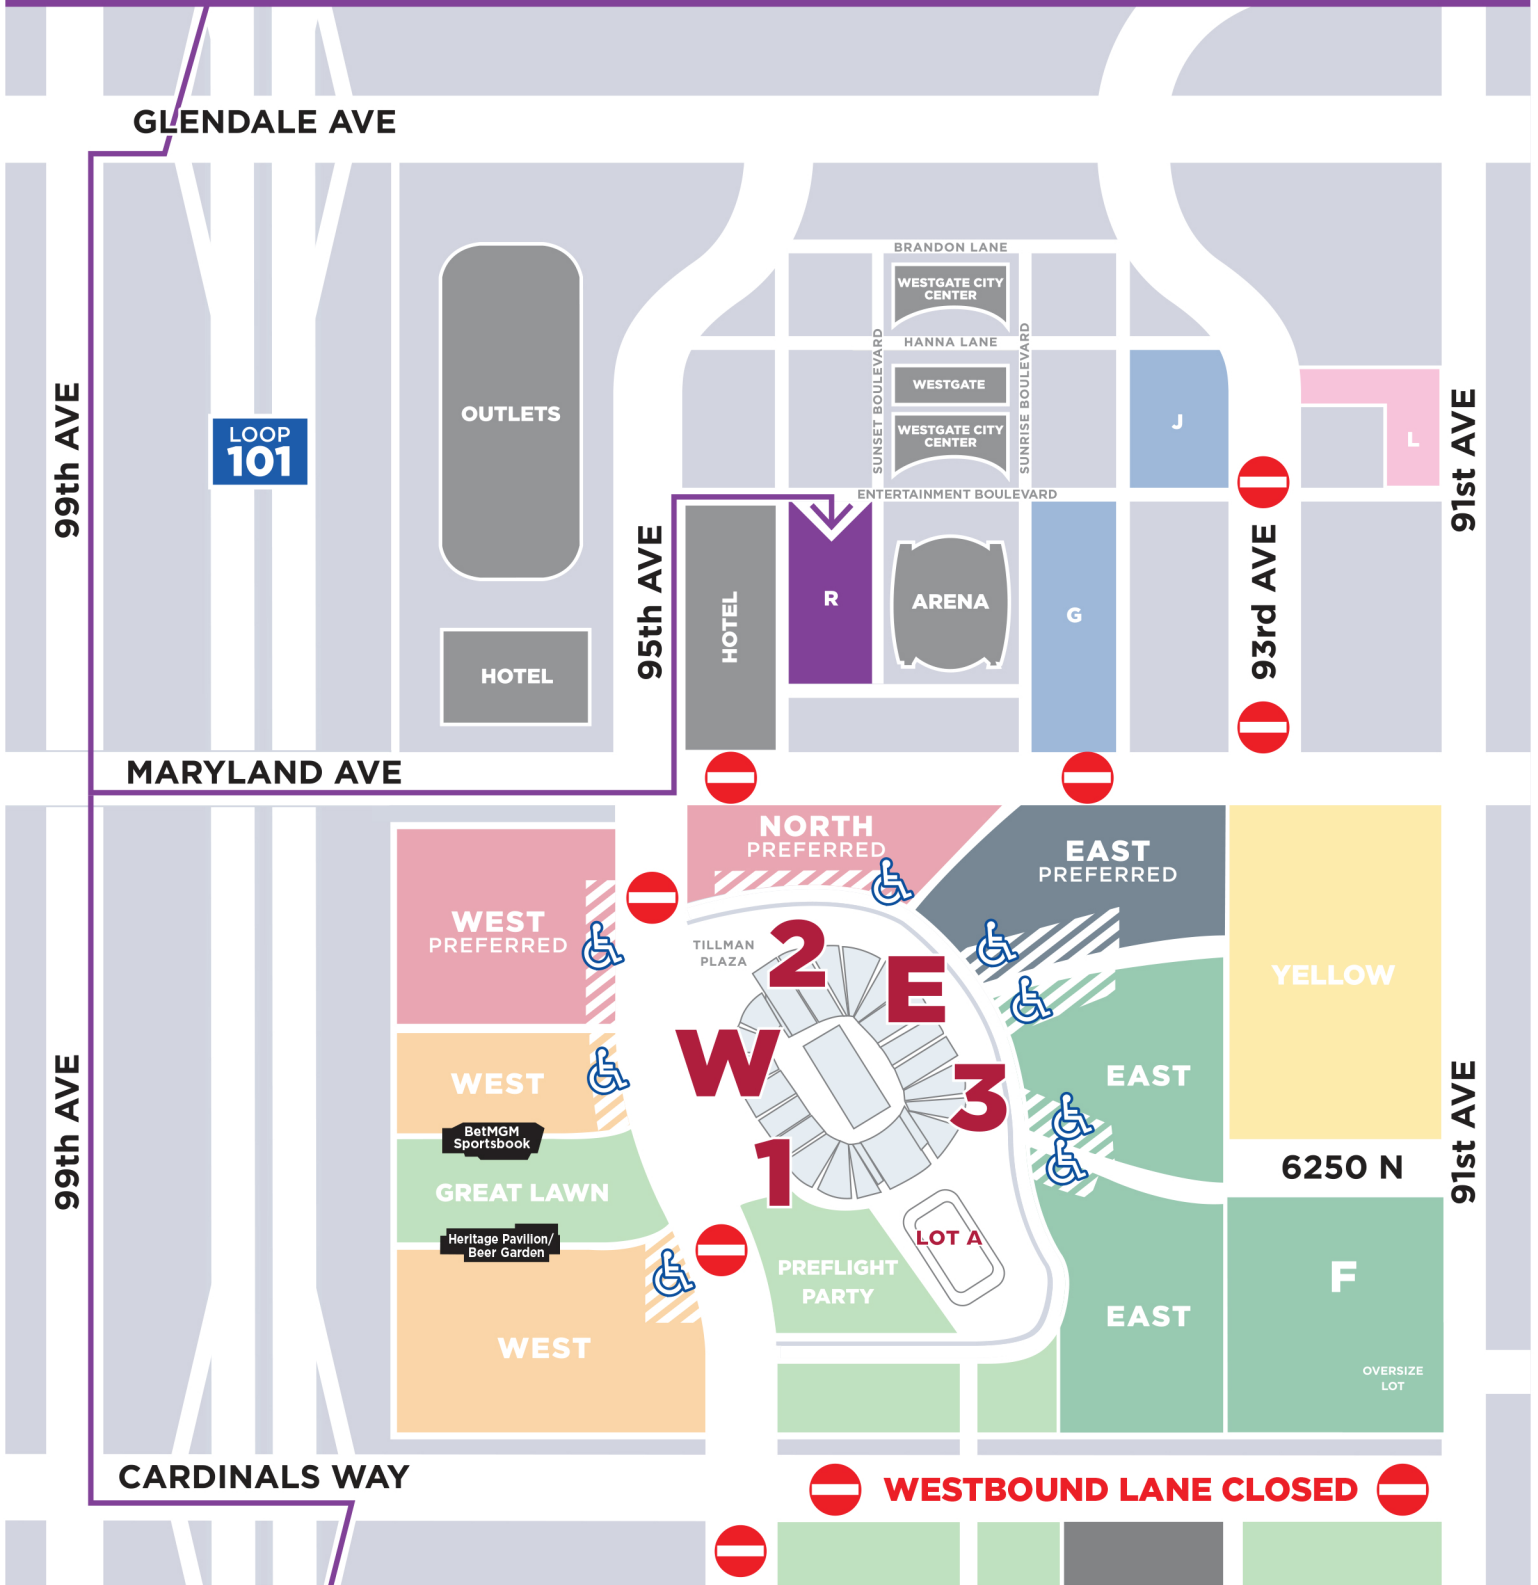 GLENDALE AVE
BRANDON LANE
WESTGATE CITY
CENTER
HANNA LANE
SUNSET BOULEVARD
SUNRISE BOULEVARD
WESTGATE
WESTGATE CITY
CENTER
OUTLETS
LOOP
101
99th AVE
J
L
91st AVE
ENTERTAINMENT BOULEVARD
95th AVE
HOTEL
R
ARENA
G
93rd AVE
HOTEL
MARYLAND AVE
NORTH
PREFERRED
EAST
PREFERRED
WEST
PREFERRED
TILLMAN
PLAZA
2
E
W
3
1
YELLOW
WEST
EAST
BetMGM
Sportsbook
99th AVE
91st AVE
6250 N
GREAT LAWN
Heritage Pavilion/
Beer Garden
LOT A
PREFLIGHT
PARTY
F
EAST
WEST
OVERSIZE
LOT
CARDINALS WAY
WESTBOUND LANE CLOSED